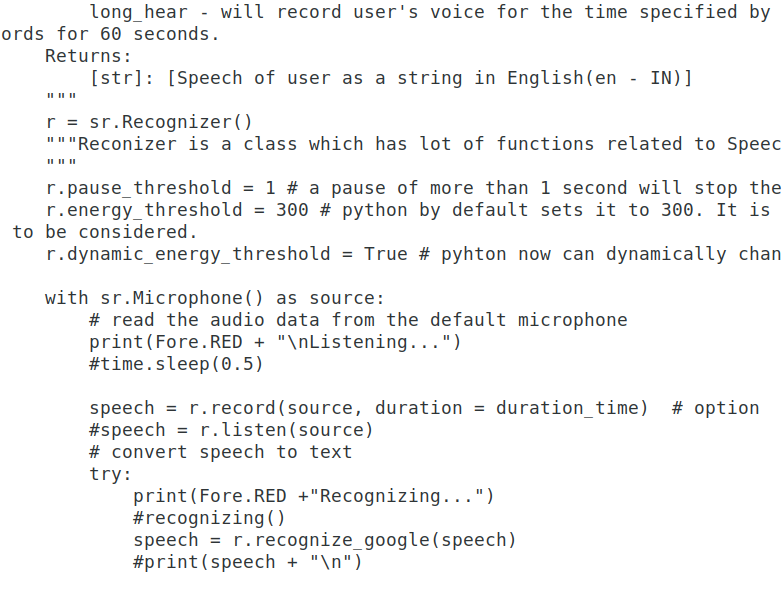 long_hear - will record user's voice for the time specified by
ords for 60 seconds.
Returns:
[str]: [Speech of user as a string in English(en - IN)]
"""
r = sr.Recognizer()
"""Reconizer is a class which has lot of functions related to Speec
"""
r.pause_threshold = 1 # a pause of more than 1 second will stop the
r.energy_threshold = 300 # python by default sets it to 300. It is
to be considered.
r.dynamic_energy_threshold = True # pyhton now can dynamically chan
with sr.Microphone() as source:
# read the audio data from the default microphone
print(Fore.RED + "\nListening...")
#time.sleep(0.5)
speech = r.record(source, duration = duration_time)  # option
#speech = r.listen(source)
# convert speech to text
try:
print(Fore.RED +"Recognizing...")
#recognizing()
speech = r.recognize_google(speech)
#print(speech + "\n")